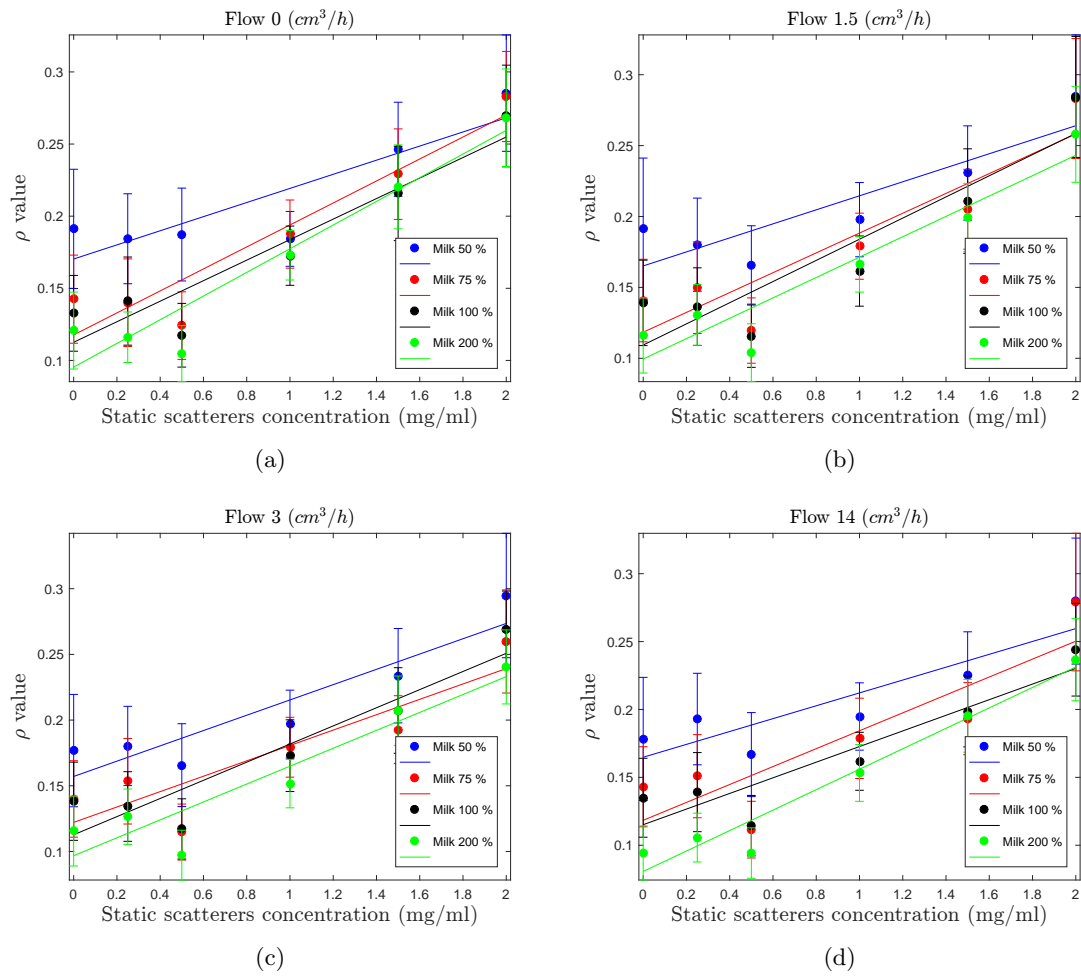 Flow 0 (cm³/h)
0.3
0.25
0.2
0.15
0.1
ρ value
Milk 50 %
Milk 75 %
Milk 100 %
Milk 200 %
0 0.2 0.4 0.6 0.8 1.0 1.2 1.4 1.6 1.8 2
Static scatterers concentration (mg/ml)
(a)
Flow 1.5 (cm³/h)
0.3
0.25
0.2
0.15
0.1
ρ value
Milk 50 %
Milk 75 %
Milk 100 %
Milk 200 %
0 0.2 0.4 0.6 0.8 1.0 1.2 1.4 1.6 1.8 2
Static scatterers concentration (mg/ml)
(b)
Flow 3 (cm³/h)
0.3
0.25
0.2
0.15
0.1
ρ value
Milk 50 %
Milk 75 %
Milk 100 %
Milk 200 %
0 0.2 0.4 0.6 0.8 1.0 1.2 1.4 1.6 1.8 2
Static scatterers concentration (mg/ml)
(c)
Flow 14 (cm³/h)
0.3
0.25
0.2
0.15
0.1
ρ value
Milk 50 %
Milk 75 %
Milk 100 %
Milk 200 %
0 0.2 0.4 0.6 0.8 1.0 1.2 1.4 1.6 1.8 2
Static scatterers concentration (mg/ml)
(d)